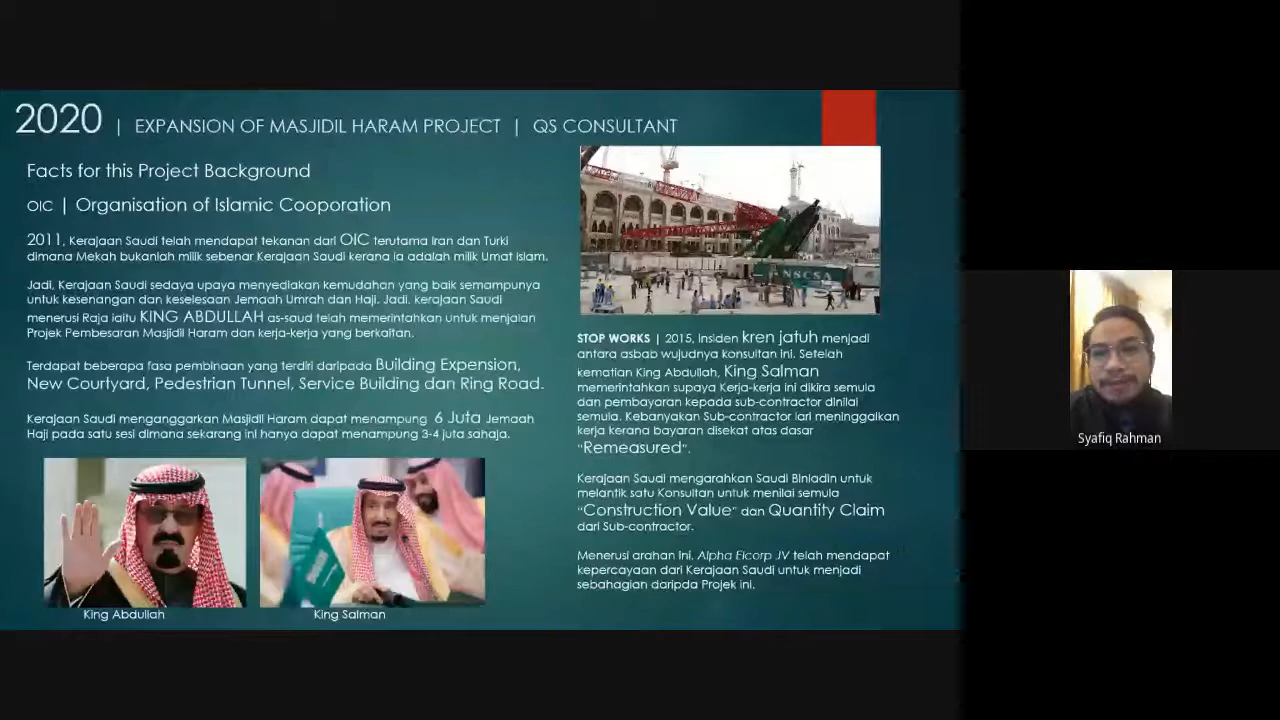 2020 | EXPANSION OF MASJIDIL HARAM PROJECT | QS CONSULTANT
Facts for this Project Background
OIC | Organisation of Islamic Cooporation
2011, Kerajaan Saudi telah mendapat tekanan dari OIC terutama Iran dan Turki
dimana Mekah bukanlah milik sebenar Kerajaan Saudi kerana ia adalah milik Umat Islam.
Jadi, Kerajaan Saudi sedaya upaya menyediakan kemudahan yang baik semampunya
untuk kesenangan dan keselesaan Jemaah Umrah dan Haji. Jadi, kerajaan Saudi
menerusi Raja iaitu KING ABDULLAH as-saud telah memerintahkan untuk menjalan
Projek Pembesaran Masjidil Haram dan kerja-kerja yang berkaitan.
Terdapat beberapa fasa pembinaan yang terdiri daripada Building Expension,
New Courtyard, Pedestrian Tunnel, Service Building dan Ring Road.
Kerajaan Saudi menganggarkan Masjidil Haram dapat menampung 6 Juta Jemaah
Haji pada satu sesi dimana sekarang ini hanya dapat menampung 3-4 juta sahaja.
King Abdullah
King Salman
NSCSA
STOP WORKS | 2015, Insiden kren jatuh menjadi
antara asbab wujudnya konsultan ini. Setelah
kematian King Abdullah, King Salman
memerintahkan supaya Kerja-kerja ini dikira semula
dan pembayaran kepada sub-contractor dinilai
semula. Kebanyakan Sub-contractor lari meninggalkan
kerja kerana bayaran disekat atas dasar
"Remeasured".
Kerajaan Saudi mengarahkan Saudi Binladin untuk
melantik satu Konsultan untuk menilai semula
"Construction Value" dan Quantity Claim
dari Sub-contractor.
Menerusi arahan ini, Alpha Elcorp JV telah mendapat
kepercayaan dari Kerajaan Saudi untuk menjadi
sebahagian daripda Projek ini.
Syafiq Rahman